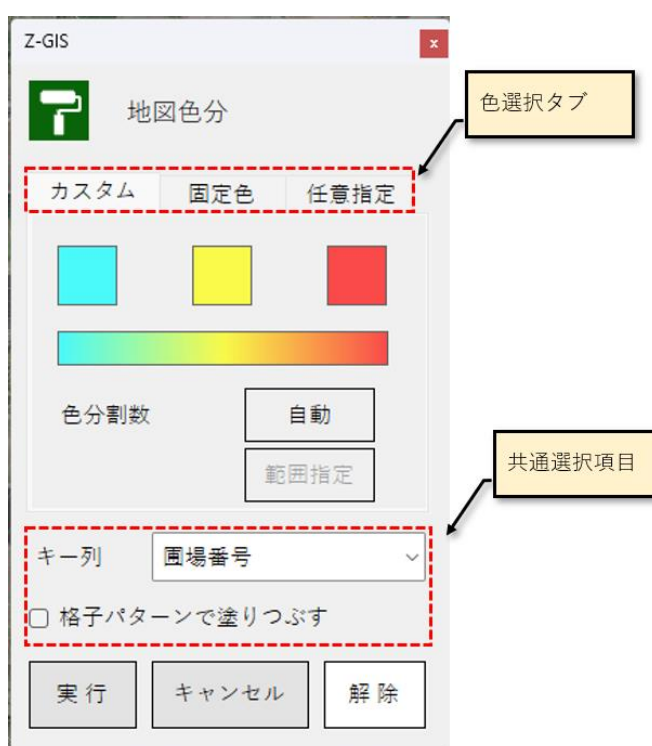 Z-GIS
x
地図色分
色選択タブ
カスタム 固定色 任意指定
色分割数 自動
範囲指定
共通選択項目
キー列 圃場番号
格子パターンで塗りつぶす
実行 キャンセル 解除